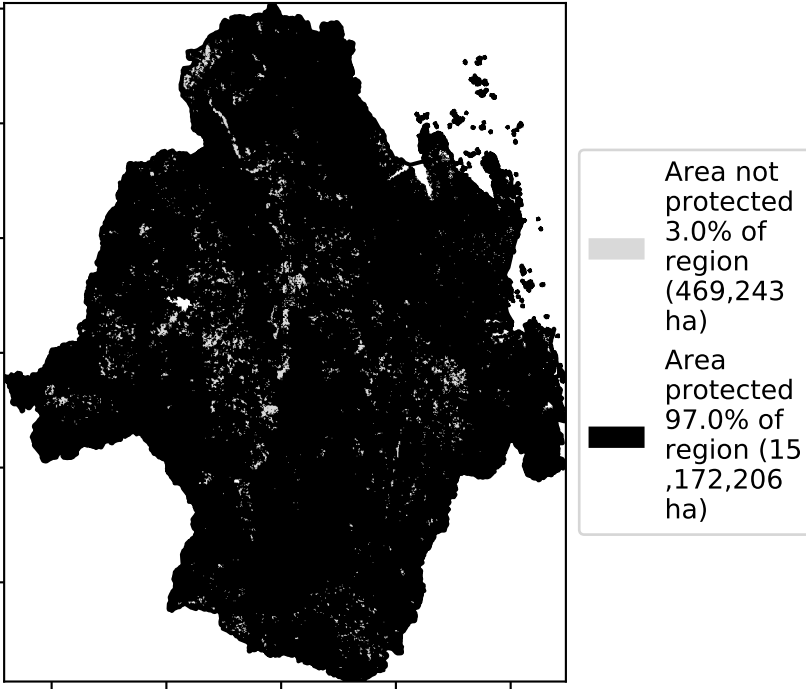 Area not
protected
3.0% of
region
(469,243
ha)
Area
protected
97.0% of
region (15
,172,206
ha)